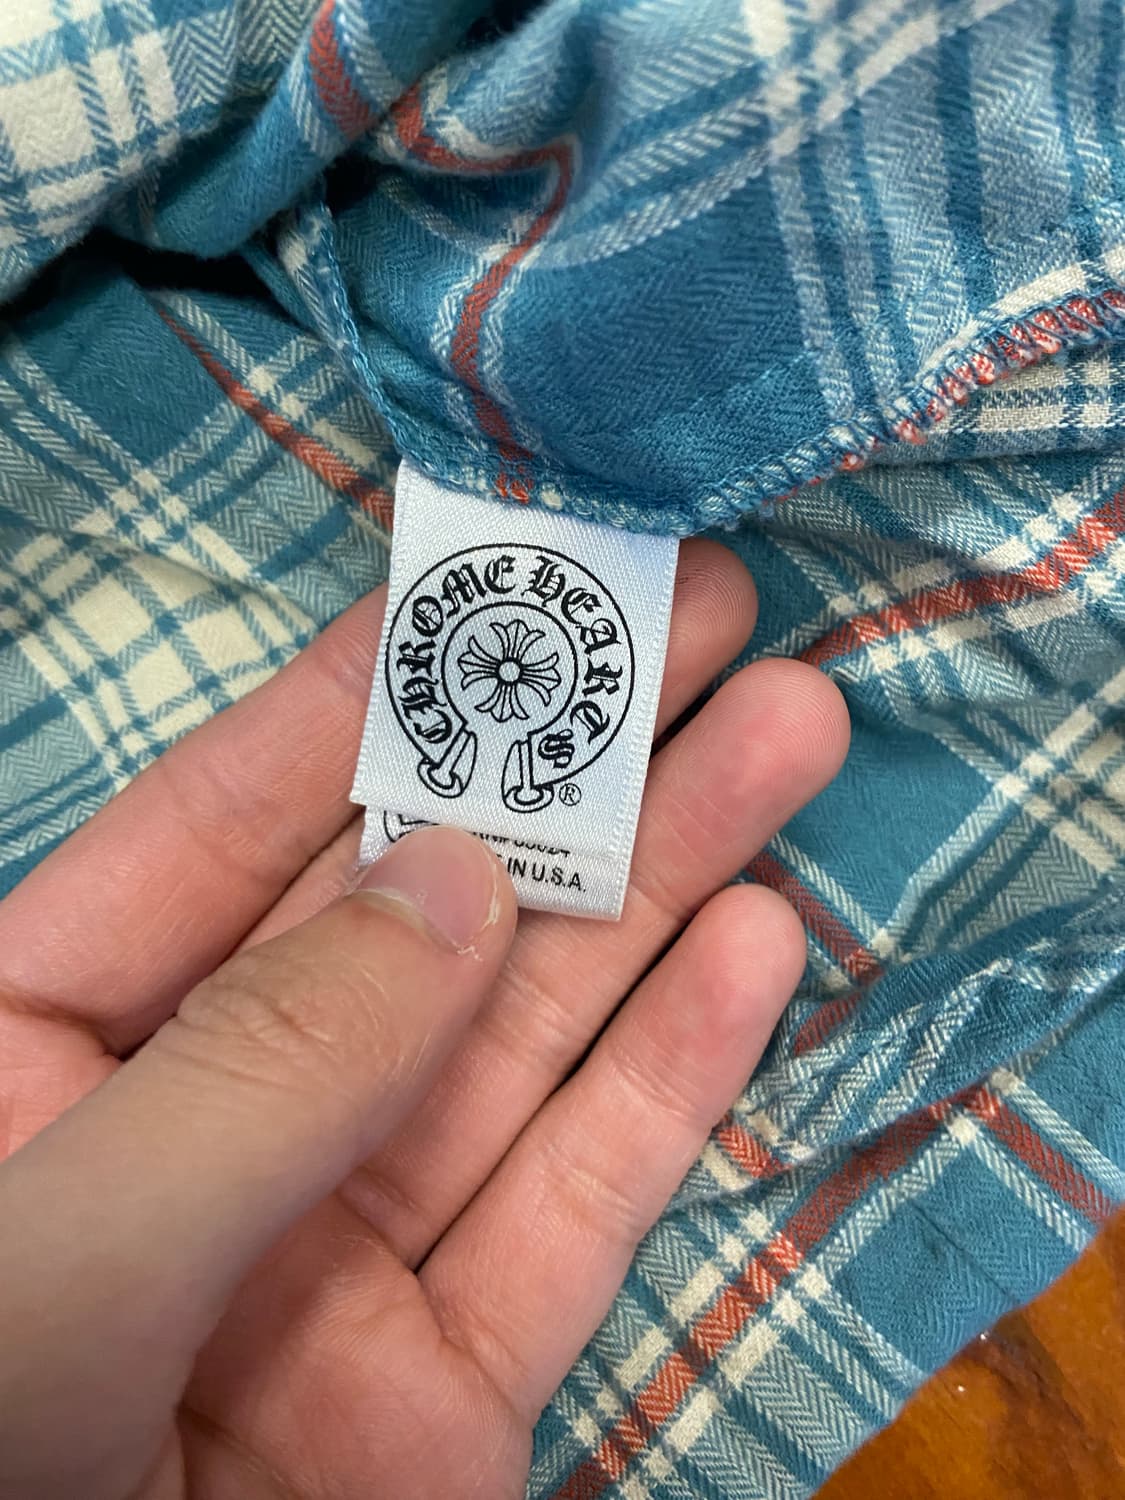 CHROME HEARTS
®
IN U.S.A.